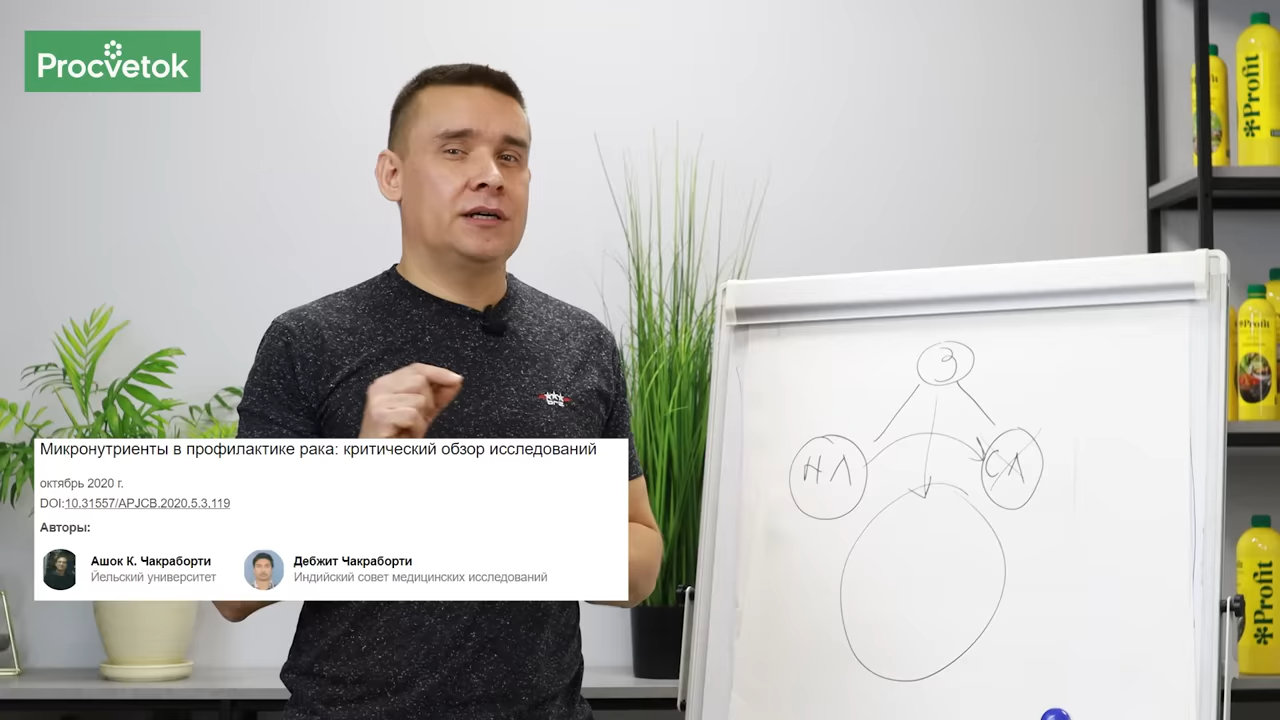 Procvetok
Profit
Profit
З
НЛ
СЛ
Profit
Микронутриенты в профилактике рака: критический обзор исследований
октябрь 2020 г.
DOI:10.31557/APJCB.2020.5.3.119
Авторы:
Ашок К. Чакраборти
Йельский университет
Дебжит Чакраборти
Индийский совет медицинских исследований
Profit